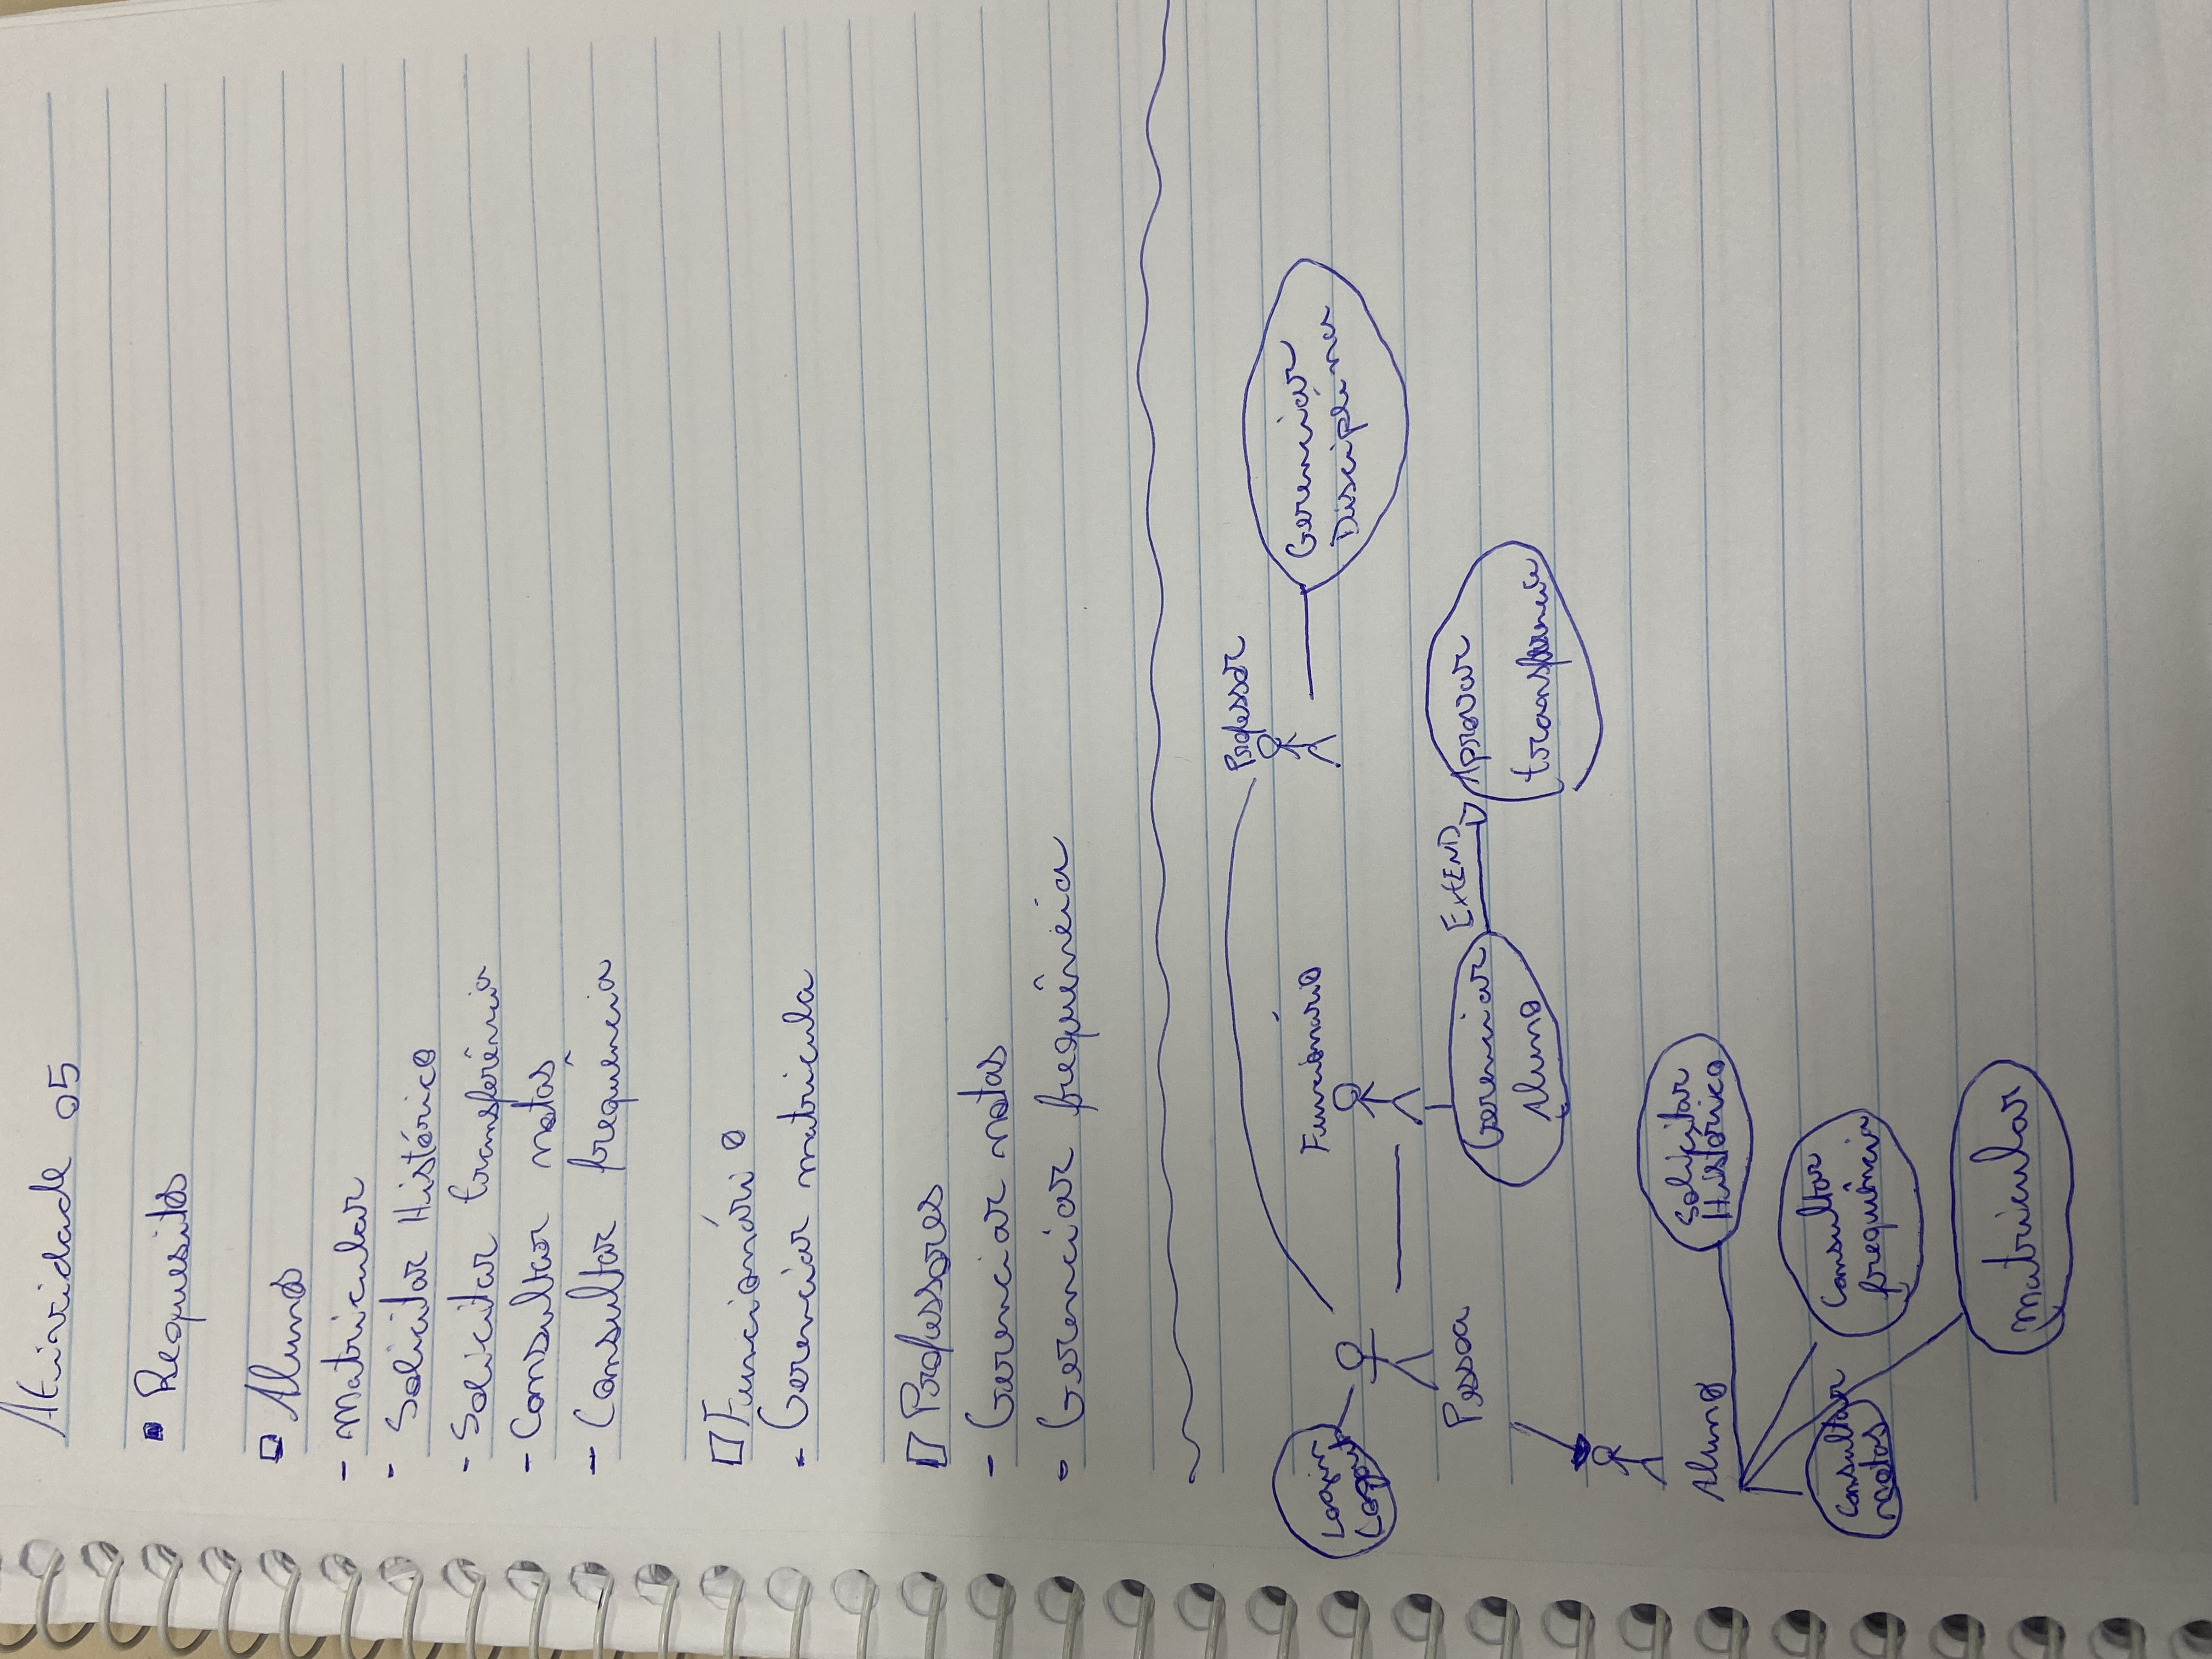 Atividade 05
Requesitos
Alunos
- Matricular
- Solicitar Histórico
- Solicitar transferência
- Consultar notas
- Consultar frequência
Funcionário
- Gerenciar matricula
Professores
- Gerenciar notas
- Gerenciar frequência
Professor
Gerenciar
Disciplina
Funcionário
Login
Logout
Pessoa
Gerenciar
Aluno
EXTEND
Aprovar
transferencia
Aluno
Solicitar
Histórico
Consultar
notas
Consultar
frequência
Matricular